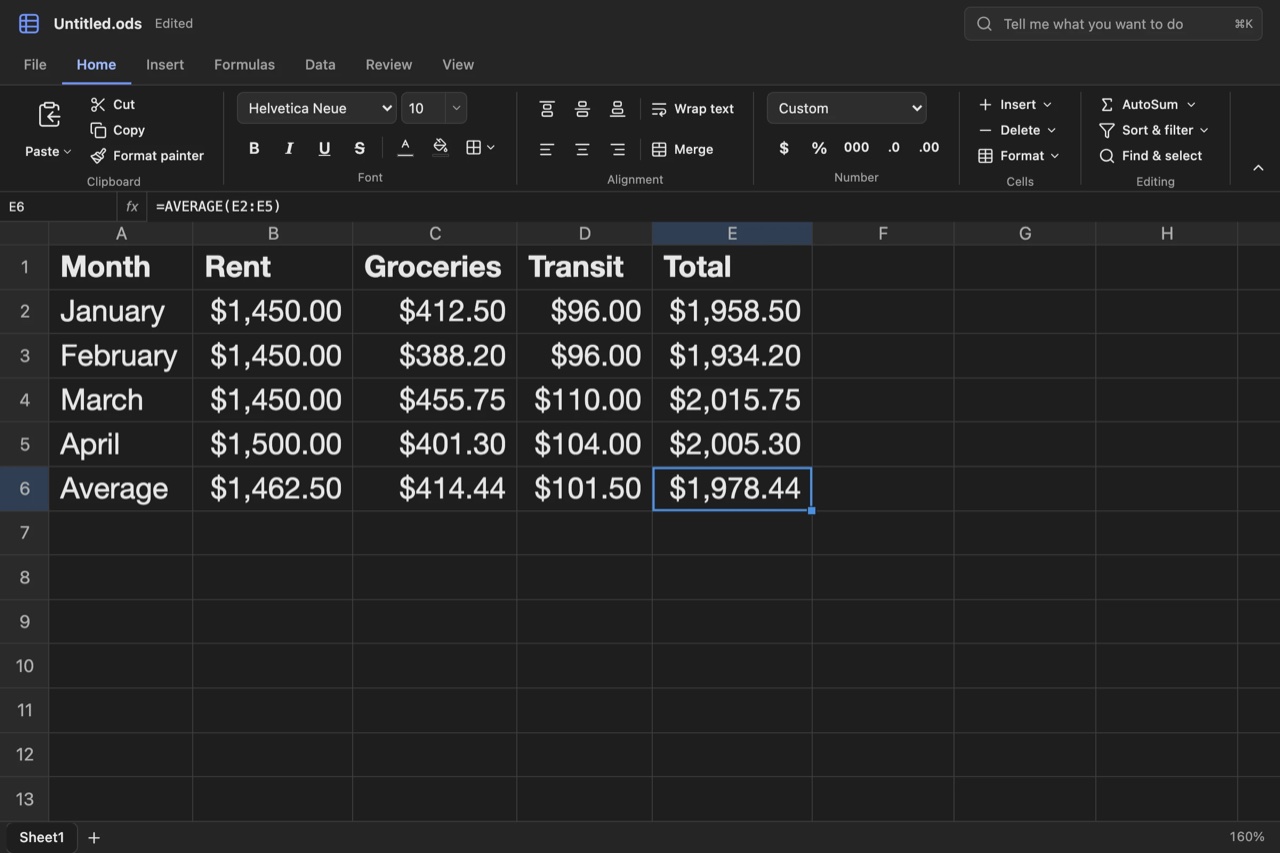 Untitled.ods Edited Tell me what you want to do ⌘K
File Home Insert Formulas Data Review View
Paste Cut Copy Format painter
Clipboard
Helvetica Neue 10
B I U S A
Font
Wrap text
Merge
Alignment
Custom
$ % 000 .0 .00
Number
Insert
Delete
Format
Cells
AutoSum
Sort & filter
Find & select
Editing
E6 fx =AVERAGE(E2:E5)
A B C D E F G H
1 Month Rent Groceries Transit Total
2 January $1,450.00 $412.50 $96.00 $1,958.50
3 February $1,450.00 $388.20 $96.00 $1,934.20
4 March $1,450.00 $455.75 $110.00 $2,015.75
5 April $1,500.00 $401.30 $104.00 $2,005.30
6 Average $1,462.50 $414.44 $101.50 $1,978.44
7
8
9
10
11
12
13
Sheet1 + 160%